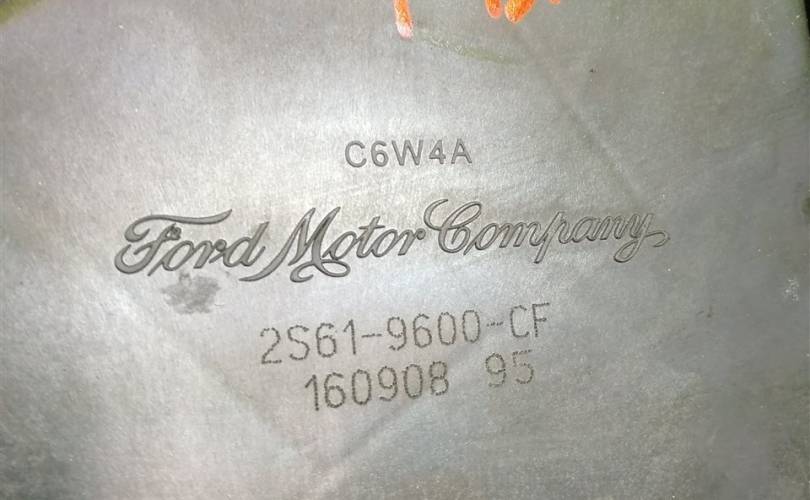 C6W4A
Ford Motor Company
2S61-9600-CF
160908 95